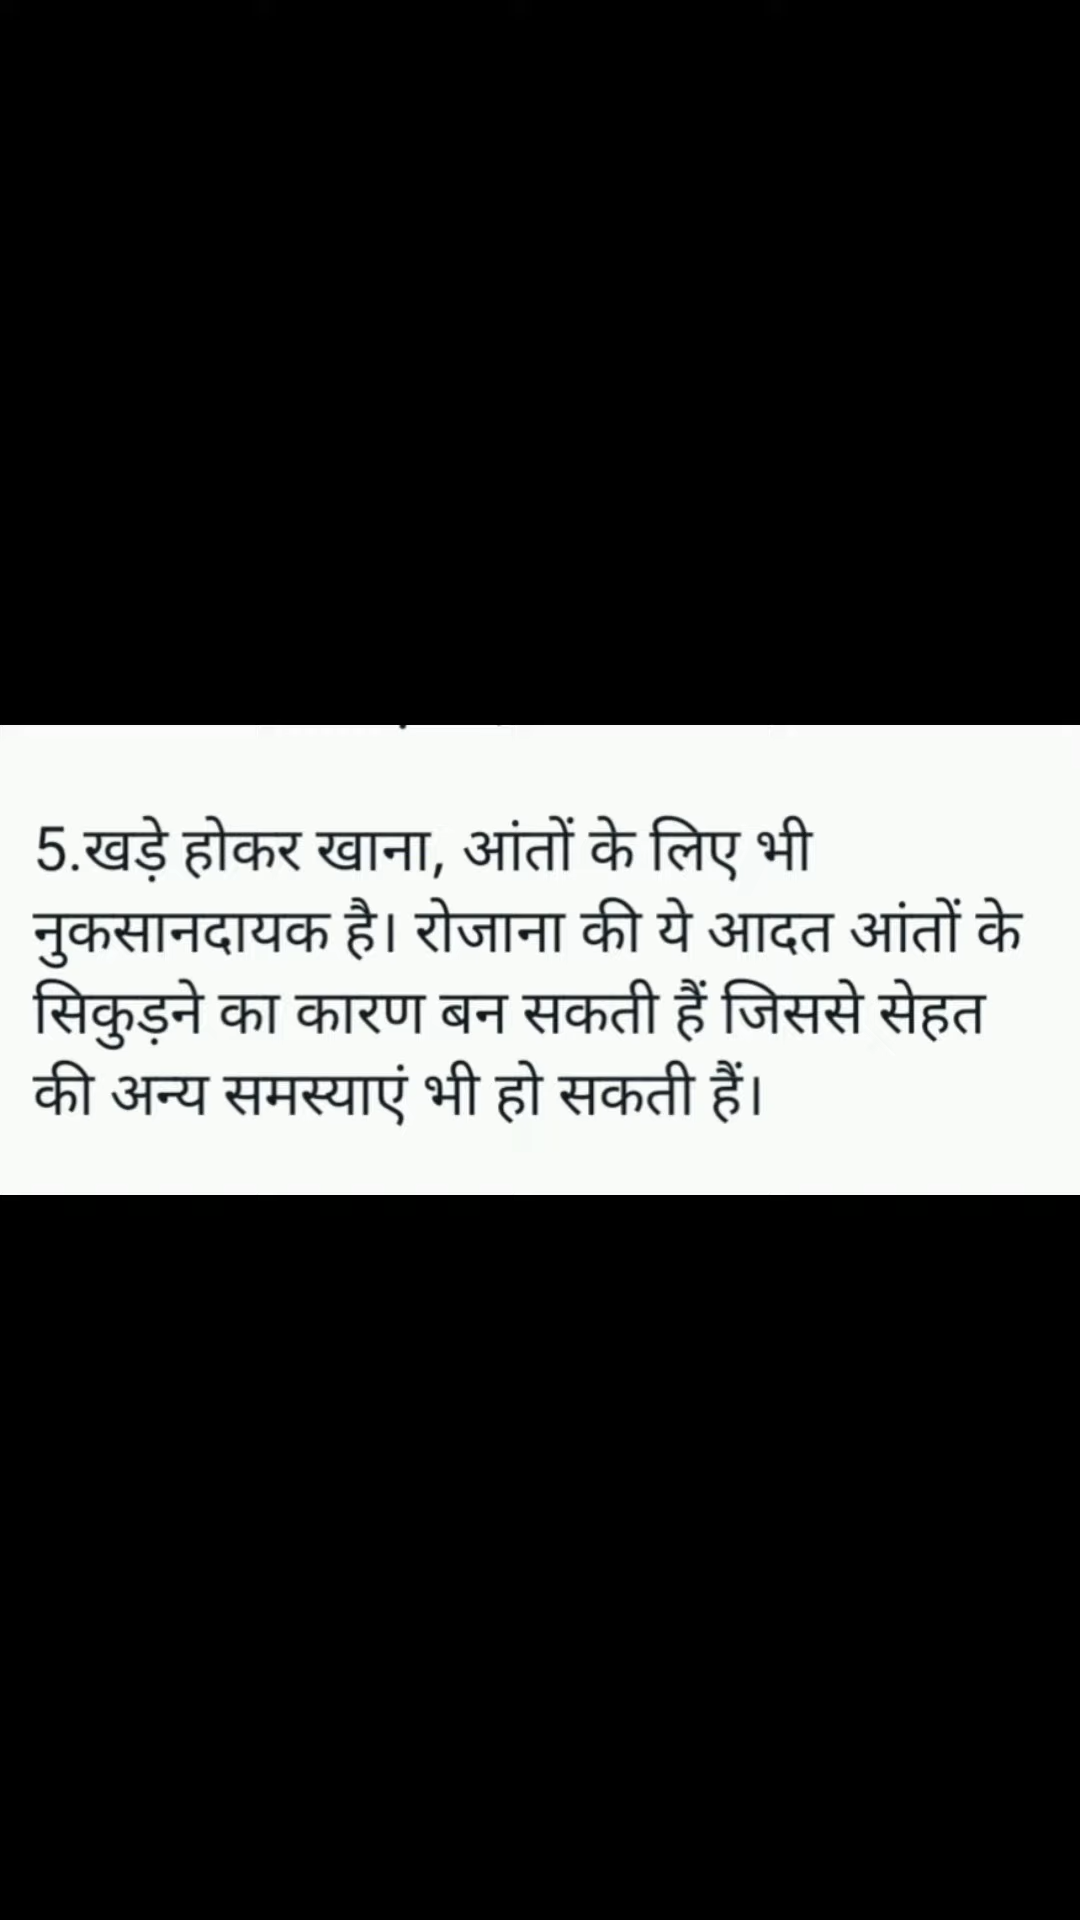 5.खड़े होकर खाना, आंतों के लिए भी
नुकसानदायक है। रोजाना की ये आदत आंतों के
सिकुड़ने का कारण बन सकती हैं जिससे सेहत
की अन्य समस्याएं भी हो सकती हैं।